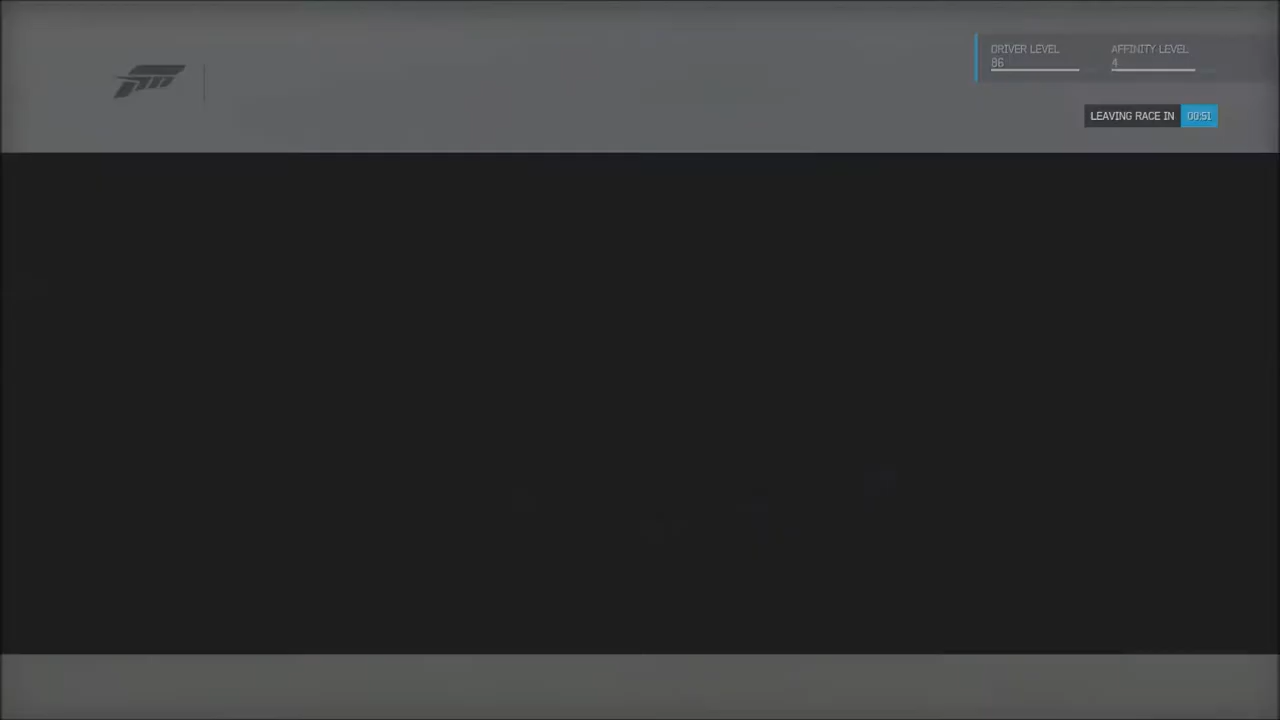 DRIVER LEVEL
86
AFFINITY LEVEL
4
LEAVING RACE IN 00:51